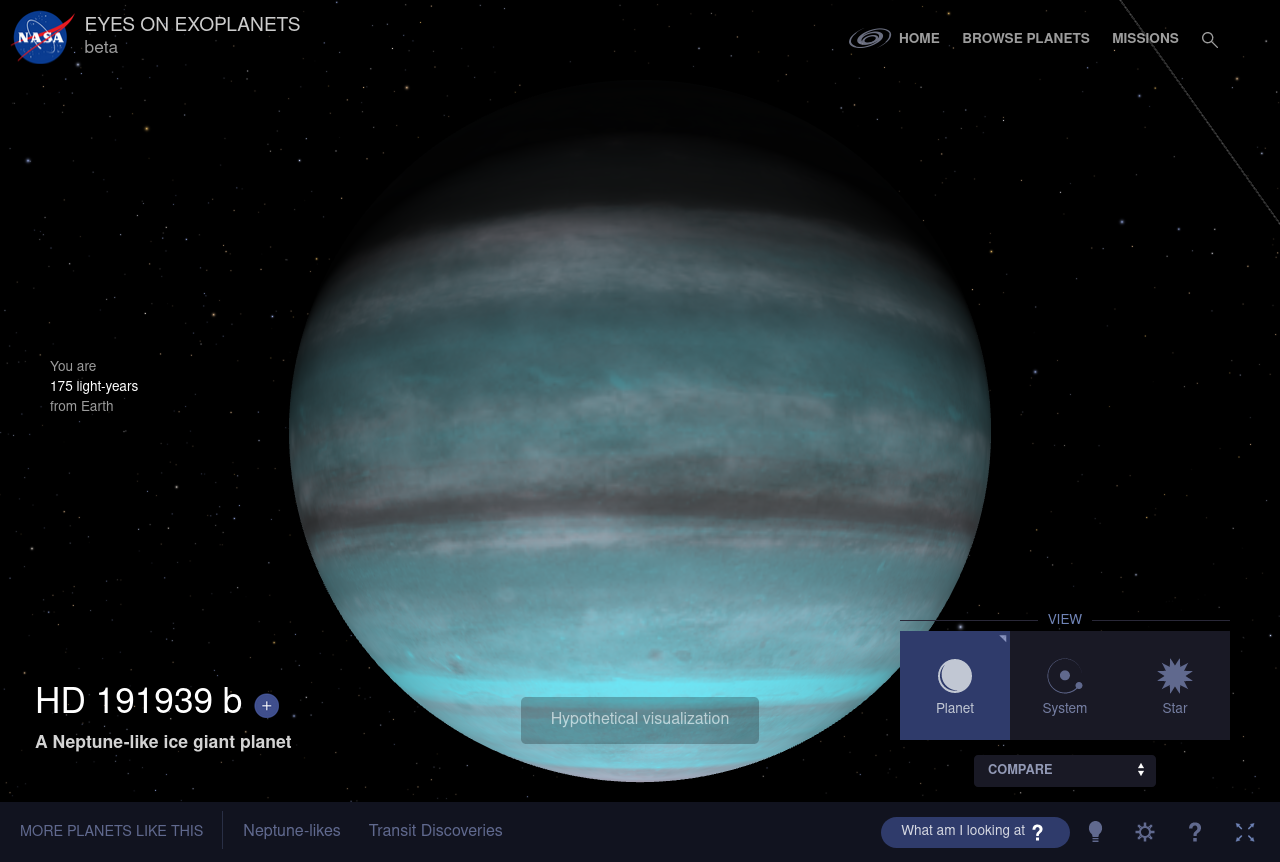 NASA
EYES ON EXOPLANETS
beta
HOME
BROWSE PLANETS
MISSIONS
You are
175 light-years
from Earth
VIEW
Planet
System
Star
HD 191939 b +
A Neptune-like ice giant planet
Hypothetical visualization
COMPARE
MORE PLANETS LIKE THIS
Neptune-likes
Transit Discoveries
What am I looking at ?
?